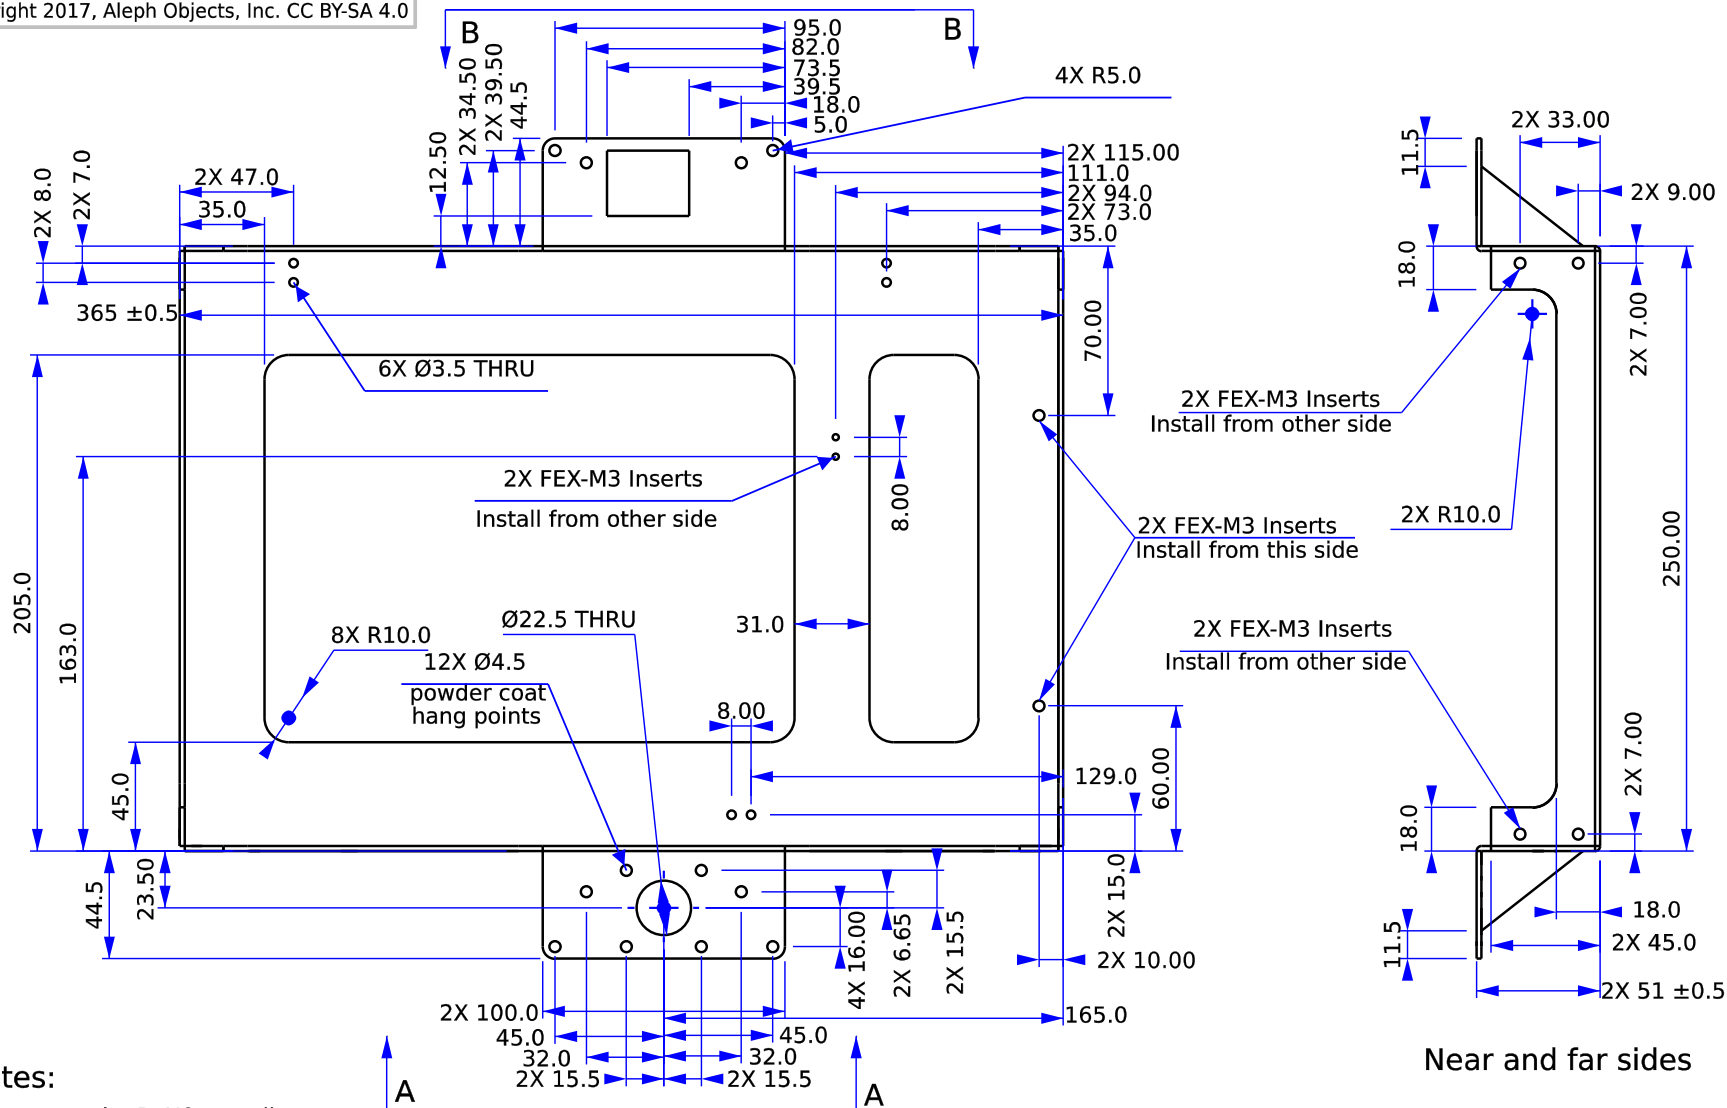 right 2017, Aleph Objects, Inc. CC BY-SA 4.0
B
B
95.0
82.0
73.5
39.5
18.0
5.0
4X R5.0
2X 34.50
2X 39.50
44.5
12.50
2X 115.00
111.0
2X 94.0
2X 73.0
35.0
2X 8.0
2X 7.0
2X 47.0
35.0
365 ±0.5
6X Ø3.5 THRU
70.00
2X FEX-M3 Inserts
Install from other side
8.00
2X FEX-M3 Inserts
Install from this side
205.0
163.0
8X R10.0
Ø22.5 THRU
12X Ø4.5
powder coat
hang points
31.0
8.00
129.0
60.00
45.0
44.5
23.50
2X 15.0
4X 16.00
2X 6.65
2X 15.5
2X 10.00
2X 100.0
165.0
45.0
45.0
32.0
32.0
2X 15.5
2X 15.5
A
A
11.5
2X 33.00
2X 9.00
18.0
2X 7.00
2X FEX-M3 Inserts
Install from other side
2X R10.0
250.00
2X FEX-M3 Inserts
Install from other side
2X 7.00
18.0
18.0
11.5
2X 45.0
2X 51 ±0.5
Near and far sides
tes: